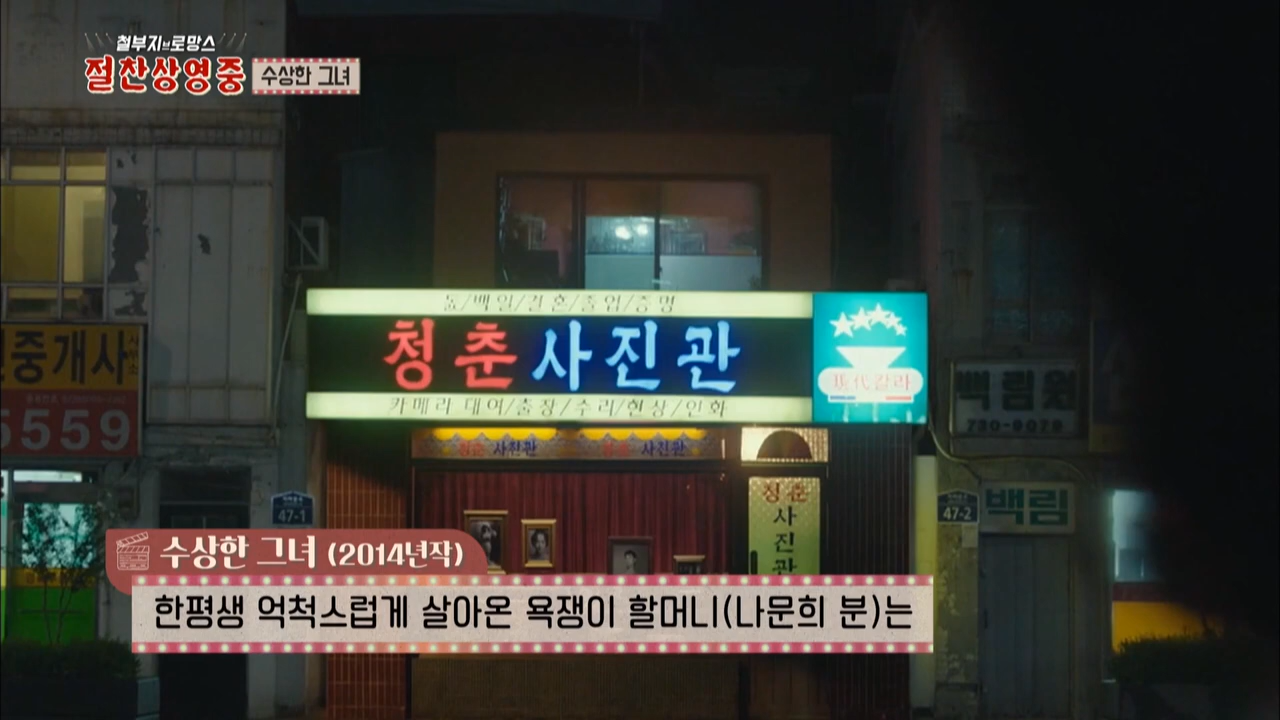 철부지브로망스
절찬상영중 수상한 그녀
돐/백일/결혼/졸업/증명
청춘사진관
카메라 대여/출장/수리/현상/인화
現代칼라
중개사
5559
청춘 사진관 청춘 사진관
청춘사진관
백림원
730-9078
백림
47-1
47-2
수상한 그녀 (2014년작)
한평생 억척스럽게 살아온 욕쟁이 할머니(나문희 분)는